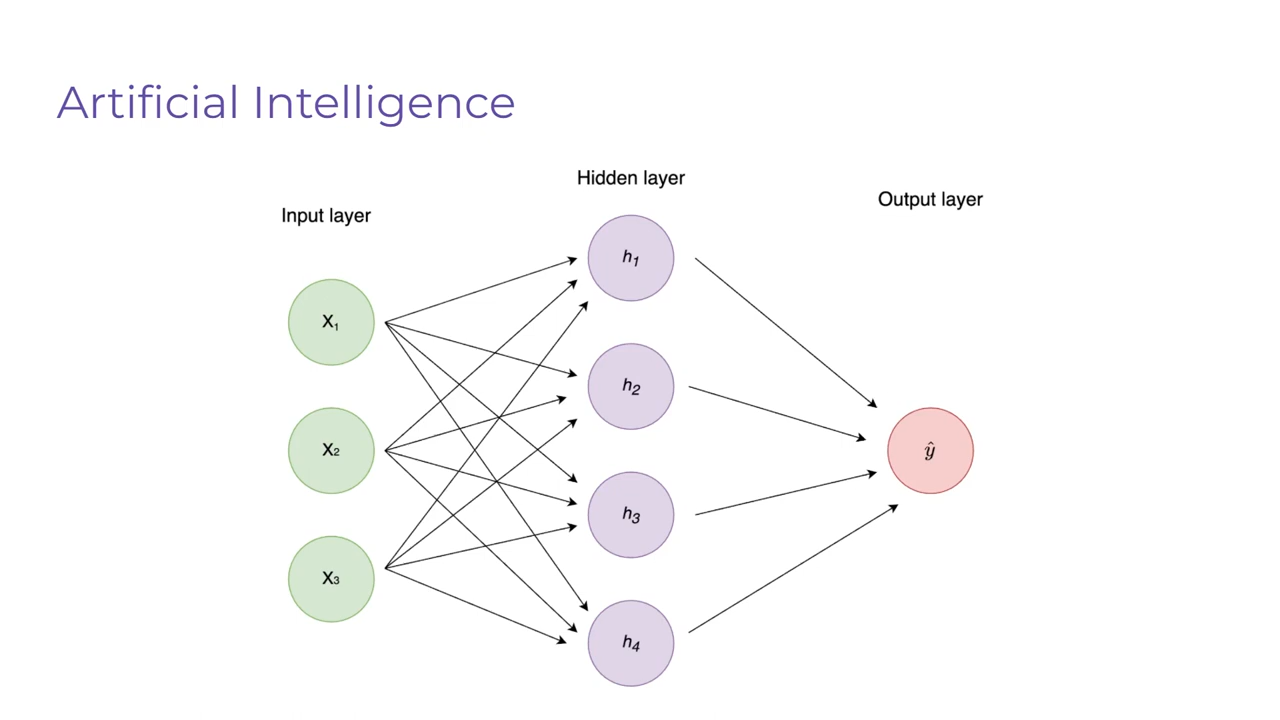 Artificial Intelligence
Hidden layer
Output layer
Input layer
h₁
X₁
h₂
X₂
ŷ
h₃
X₃
h₄